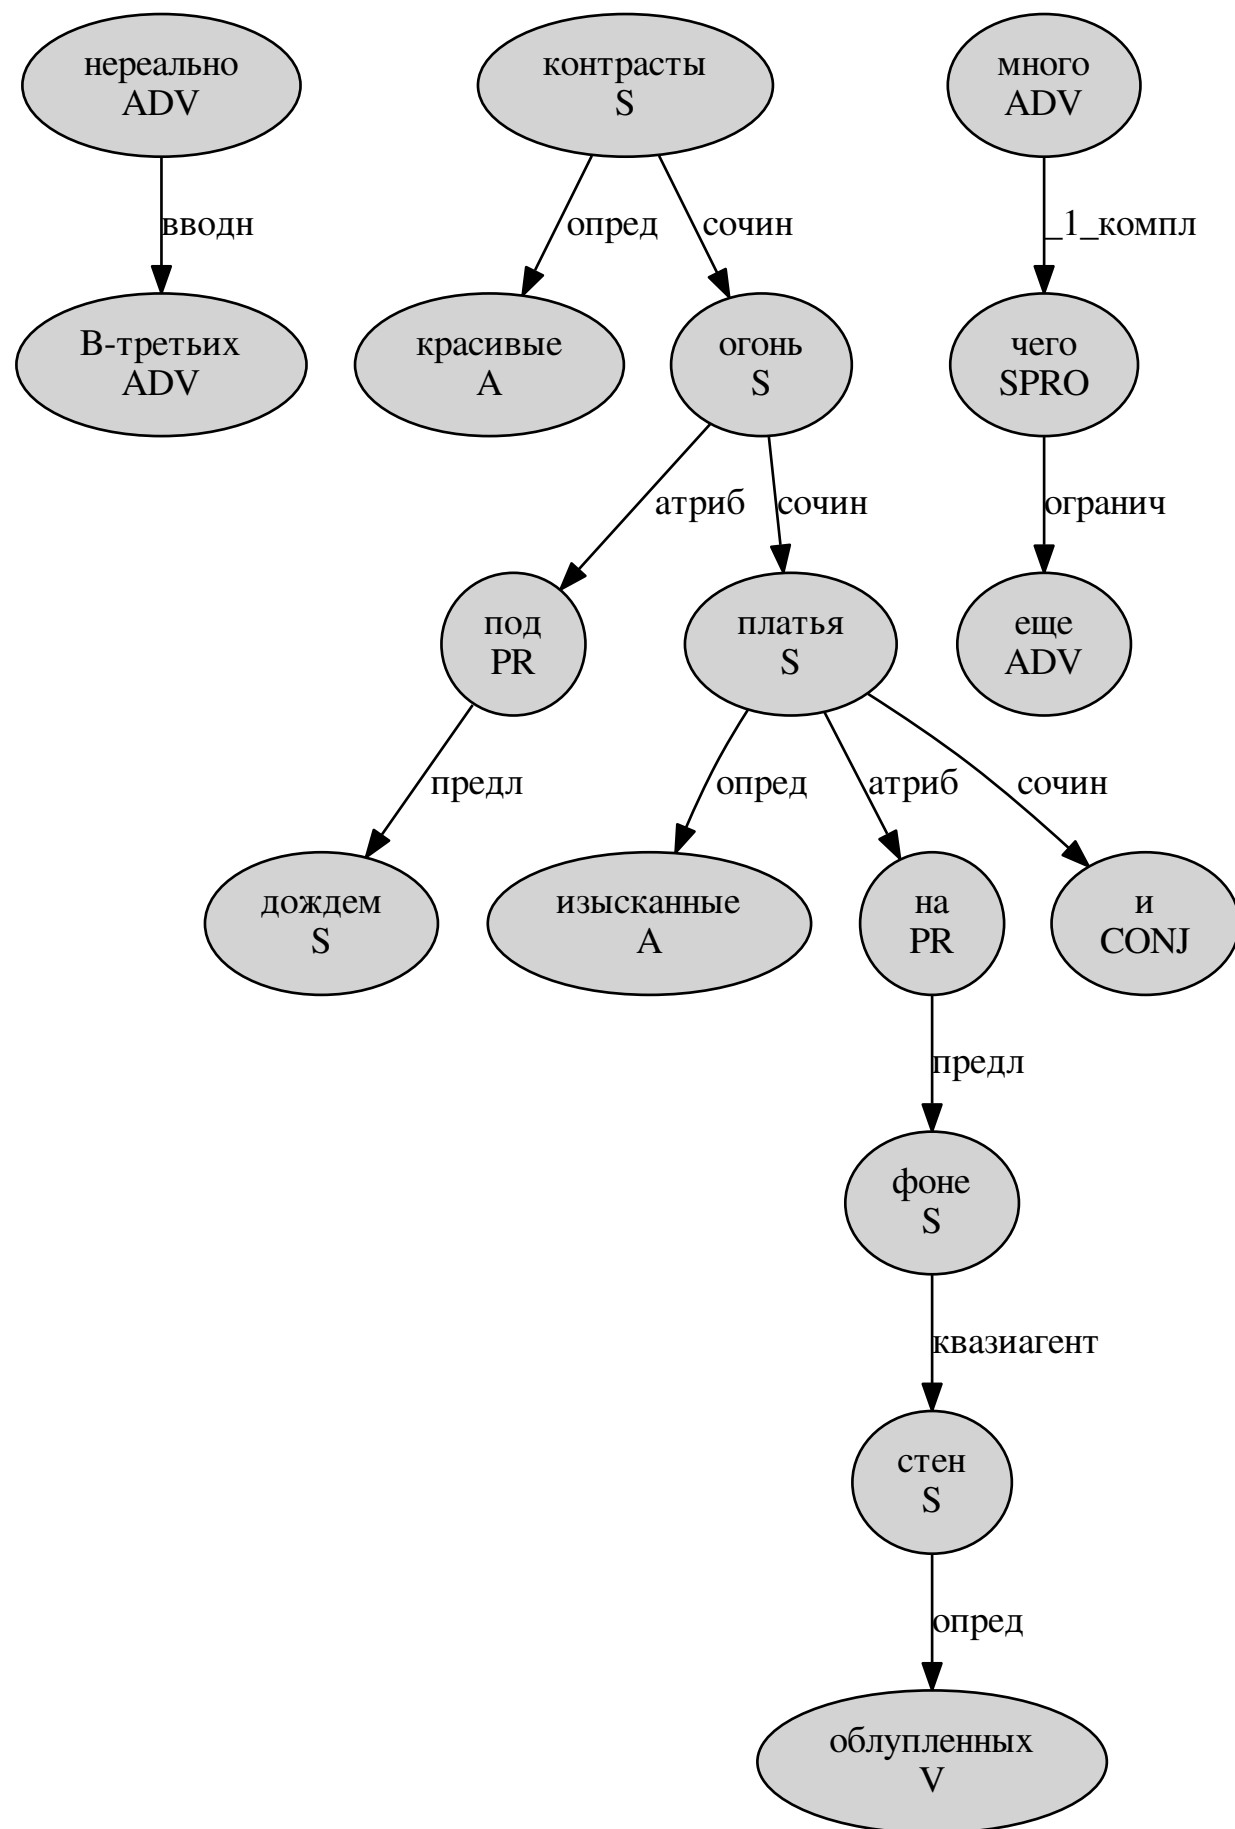 нереально
ADV
контрасты
S
много
ADV
вводн
опред
сочин
_1_компл
В-третьих
ADV
красивые
A
огонь
S
чего
SPRO
атриб
сочин
огранич
под
PR
платья
S
еще
ADV
предл
опред
атриб
сочин
дождем
S
изысканные
A
на
PR
и
CONJ
предл
фоне
S
квазиагент
стен
S
опред
облупленных
V